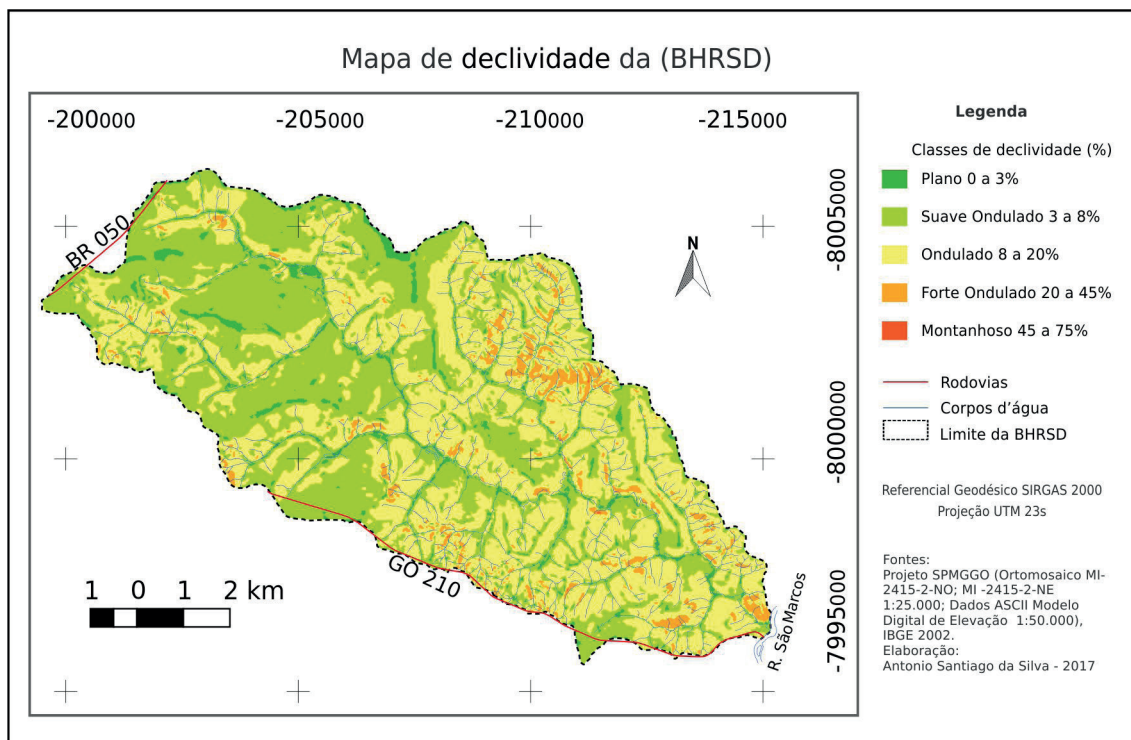 Mapa de declividade da (BHRSD)
-200000
-205000
-210000
-215000
-8005000
-8000000
-7995000
BR 050
N
GO 210
R. São Marcos
1 0 1 2 km
Legenda
Classes de declividade (%)
Plano 0 a 3%
Suave Ondulado 3 a 8%
Ondulado 8 a 20%
Forte Ondulado 20 a 45%
Montanhoso 45 a 75%
Rodovias
Corpos d’água
Limite da BHRSD
Referencial Geodésico SIRGAS 2000
Projeção UTM 23s
Fontes:
Projeto SPMGGO (Ortomosaico MI-
2415-2-NO; MI -2415-2-NE
1:25.000; Dados ASCII Modelo
Digital de Elevação 1:50.000),
IBGE 2002.
Elaboração:
Antonio Santiago da Silva - 2017